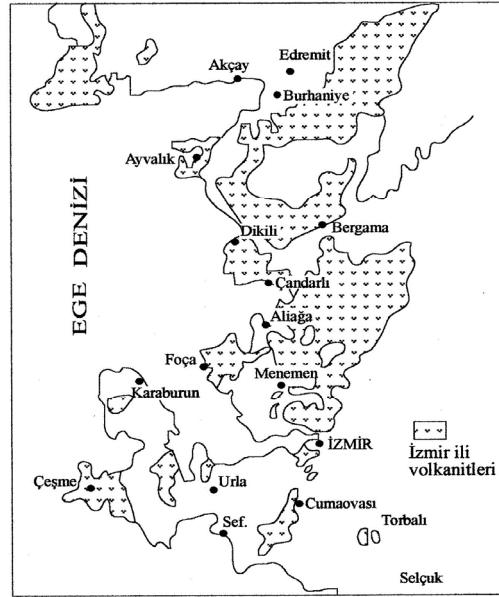 Edremit
Akçay
Burhaniye
Ayvalık
EGE DENİZİ
Dikili
Bergama
Çandarlı
Aliağa
Foça
Menemen
Karaburun
İZMİR
İzmir ili
volkanitleri
Çeşme
Urla
Cumaovası
Sef.
Torbalı
Selçuk